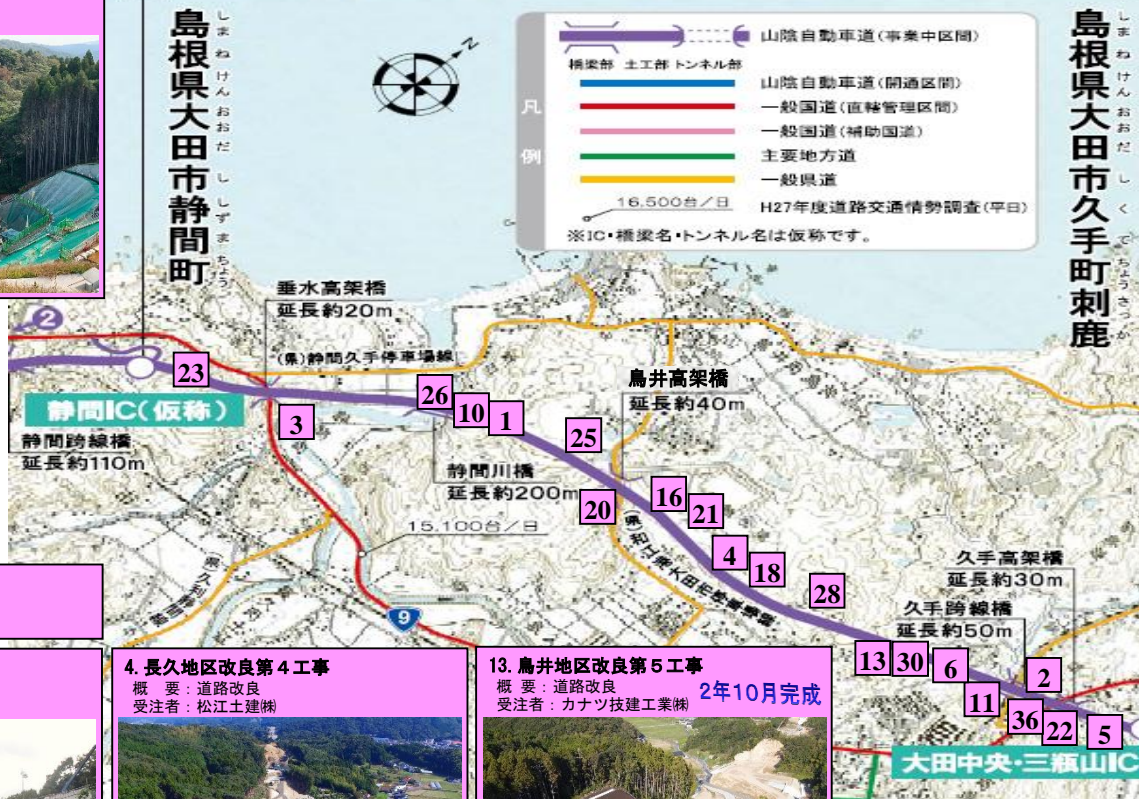 島根県大田市静間町
しまねけんおおだししずまちょう
島根県大田市久手町刺鹿
しまねけんおおだしくてちょうさつか
N
凡例
山陰自動車道(事業中区間)
橋梁部 土工部 トンネル部
山陰自動車道(開通区間)
一般国道(直轄管理区間)
一般国道(補助国道)
主要地方道
一般県道
16,500台/日 H27年度道路交通情勢調査(平日)
※IC・橋梁名・トンネル名は仮称です。
垂水高架橋
延長約20m
(県)静間久手停車場線
2
23
静間IC(仮称)
静間跨線橋
延長約110m
3
26
10
1
静間川橋
延長約200m
15,100台/日
9
鳥井高架橋
延長約40m
25
20
16
21
4
18
28
久手高架橋
延長約30m
久手跨線橋
延長約50m
13
30
6
11
2
36
22
5
大田中央・三瓶山IC
4. 長久地区改良第4工事
概 要:道路改良
受注者:松江土建㈱
13. 鳥井地区改良第5工事
概 要:道路改良
受注者:カナツ技建工業㈱
2年10月完成